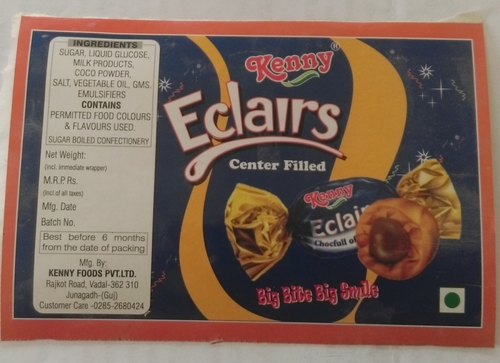 INGREDIENTS
SUGAR, LIQUID GLUCOSE,
MILK PRODUCTS,
COCO POWDER,
SALT, VEGETABLE OIL, GMS.
EMULSIFIERS
CONTAINS
PERMITTED FOOD COLOURS
& FLAVOURS USED.
SUGAR BOILED CONFECTIONERY
Net Weight:
(incl. immediate wrapper)
M.R.P Rs.
(Incl of all taxes)
Mfg. Date
Batch No.
Best before 6 months
from the date of packing
Mfg. By:
KENNY FOODS PVT.LTD.
Rajkot Road, Vadal-362 310
Junagadh-(Guj)
Customer Care -0285-2680424
Kenny®
Eclairs
Center Filled
Kenny
Eclair
Chocfull of
Big Bite Big Smile